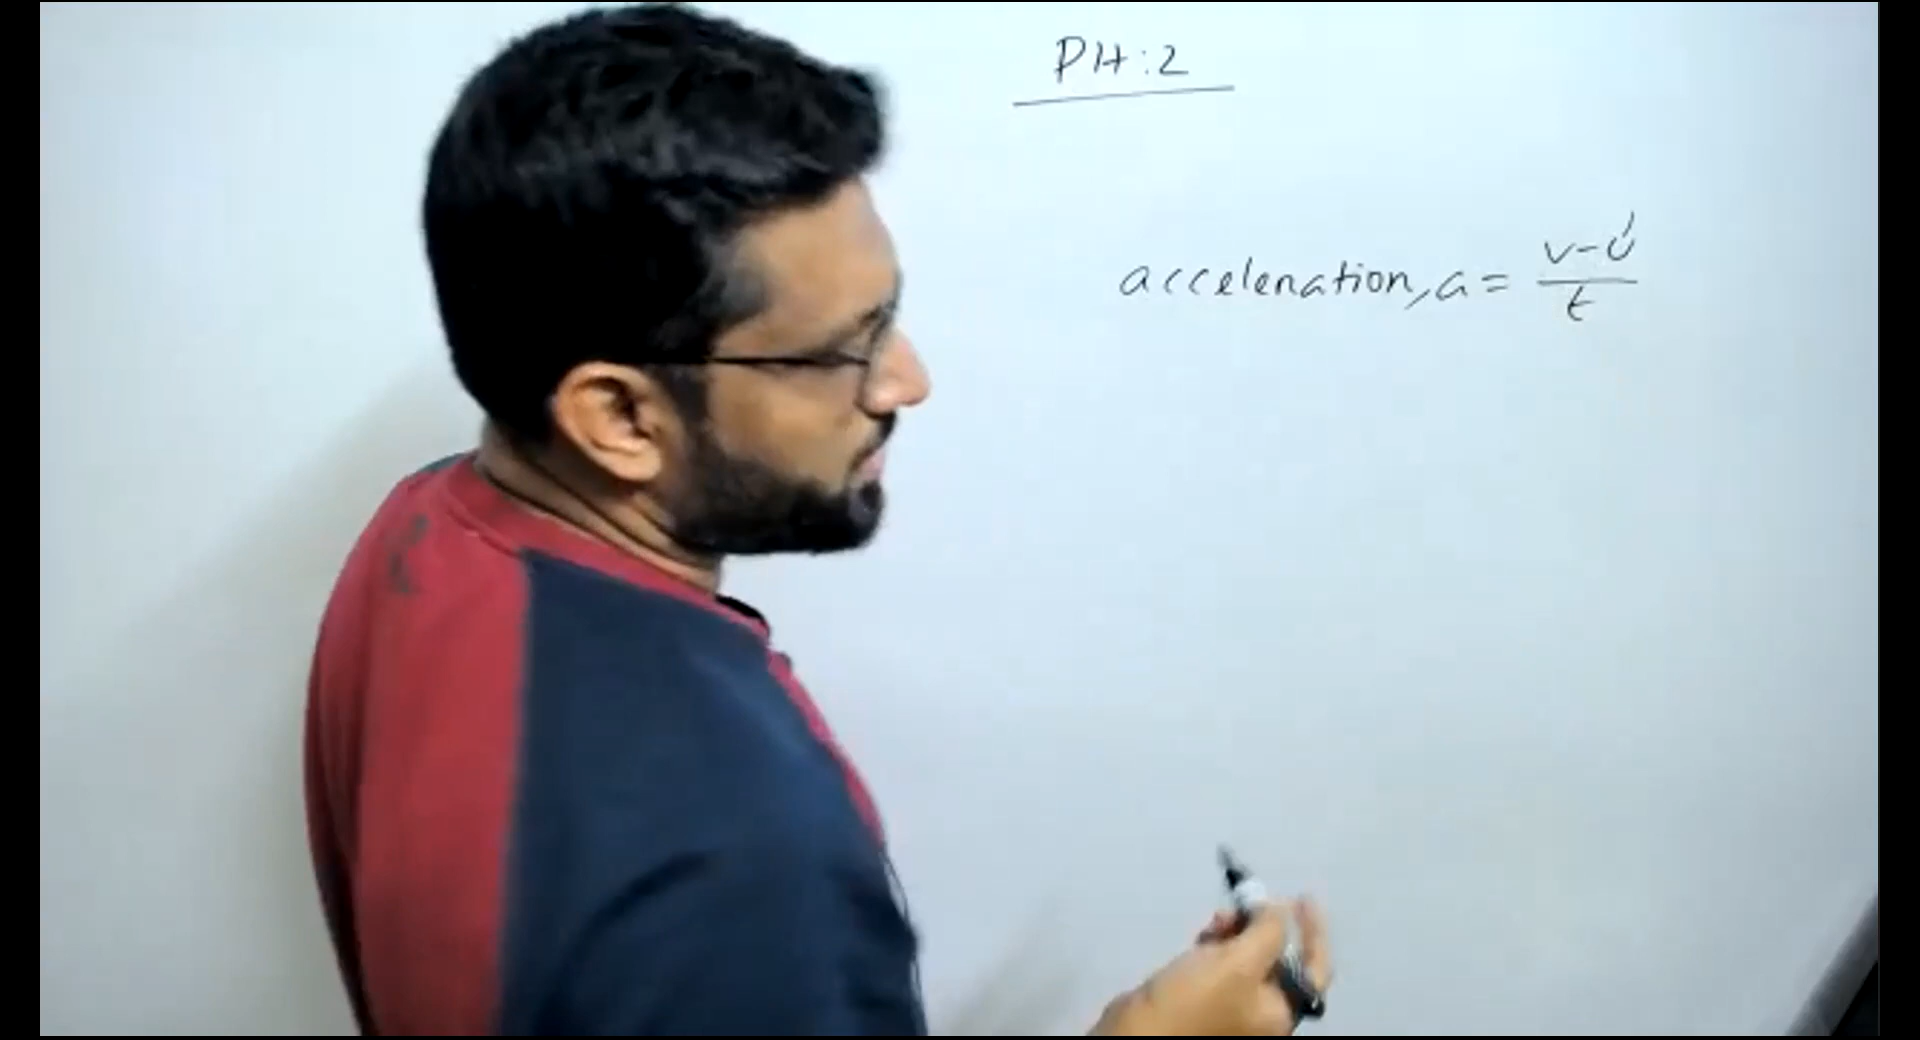 PH:2
acceleration, a = v-u/t